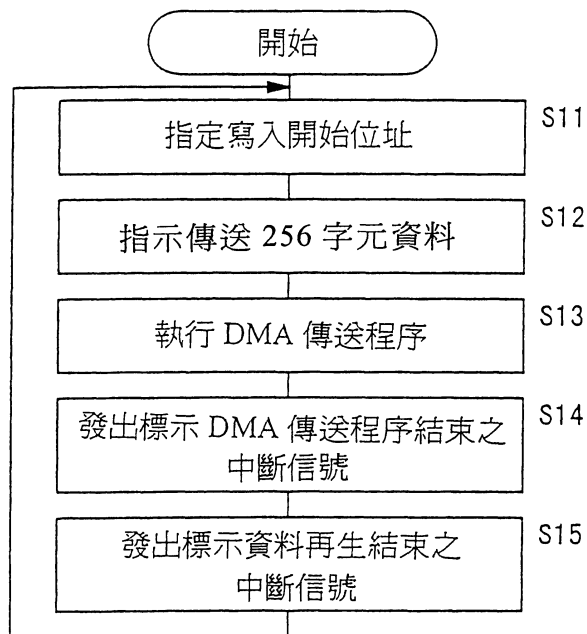 開始
指定寫入開始位址
S11
指示傳送 256 字元資料
S12
執行 DMA 傳送程序
S13
發出標示 DMA 傳送程序結束之
中斷信號
S14
發出標示資料再生結束之
中斷信號
S15